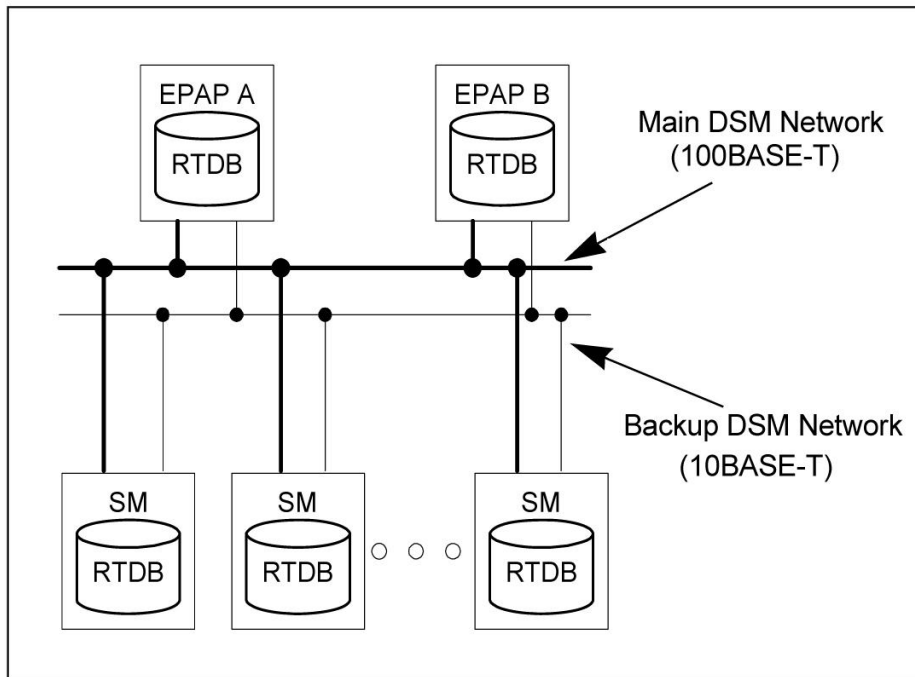 EPAP A
RTDB
EPAP B
RTDB
Main DSM Network
(100BASE-T)
Backup DSM Network
(10BASE-T)
SM
RTDB
SM
RTDB
SM
RTDB